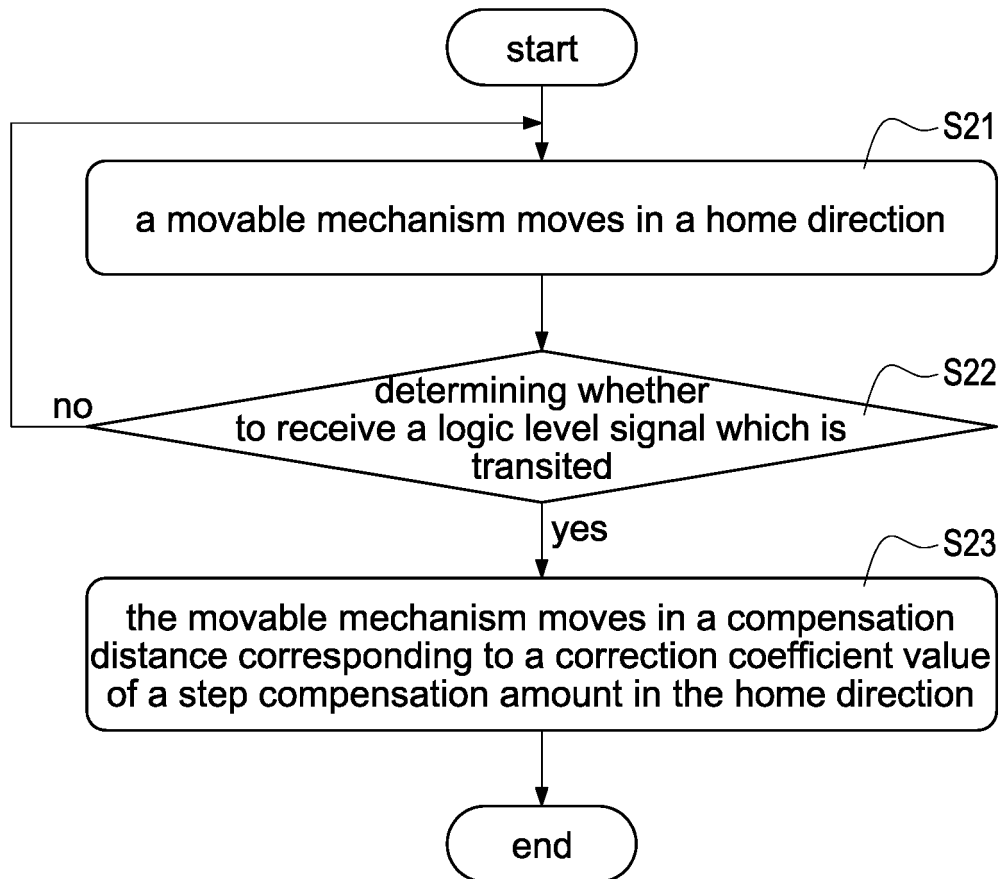 start
S21
a movable mechanism moves in a home direction
S22
determining whether
no
to receive a logic level signal which is
transited
yes
S23
the movable mechanism moves in a compensation
distance corresponding to a correction coefficient value
of a step compensation amount in the home direction
end